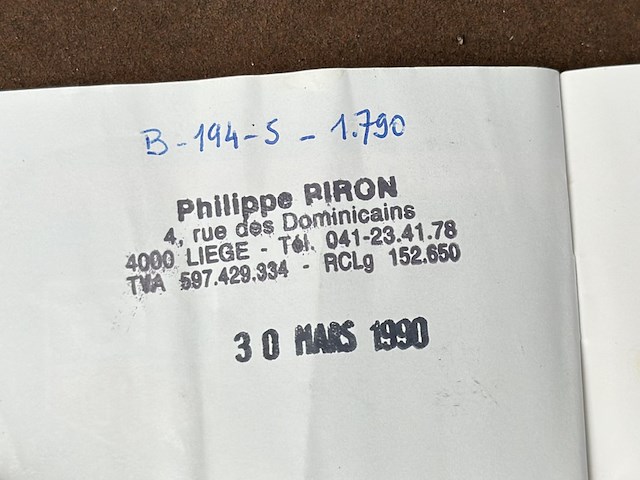 B-194-S - 1.790
Philippe PIRON
4, rue des Dominicains
4000 LIEGE - Tél. 041-23.41.78
TVA 597.429.334 - RCLg 152.650
30 MARS 1990